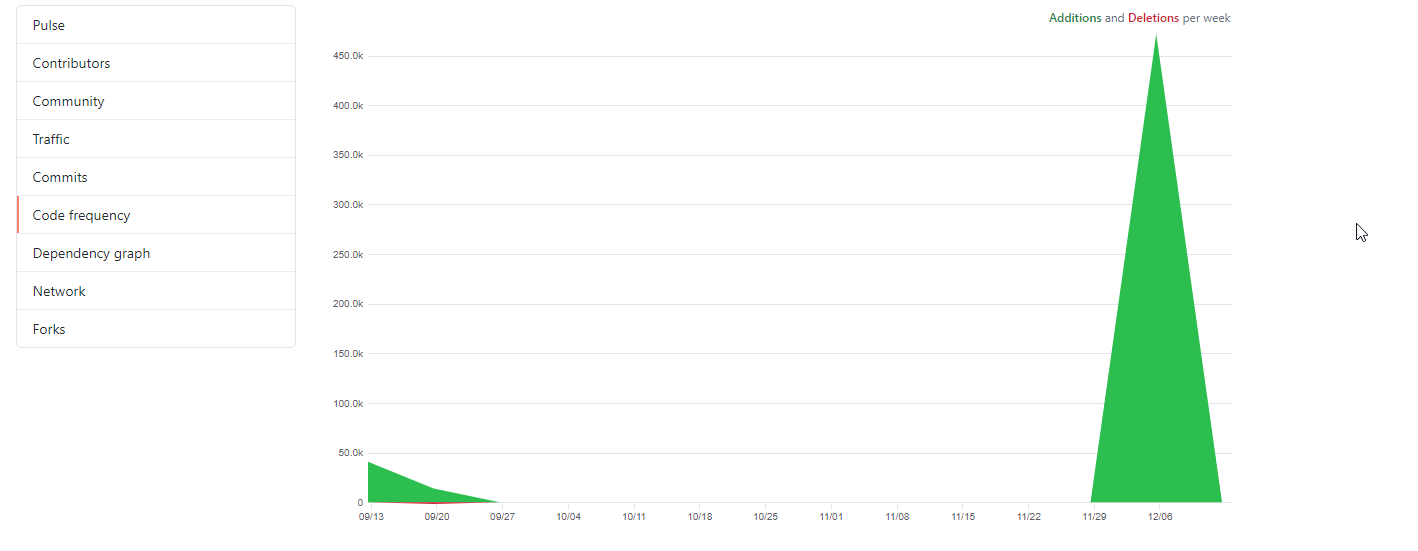 Pulse
Contributors
Community
Traffic
Commits
Code frequency
Dependency graph
Network
Forks
Additions and Deletions per week
450.0k
400.0k
350.0k
300.0k
250.0k
200.0k
150.0k
100.0k
50.0k
0
09/13 09/20 09/27 10/04 10/11 10/18 10/25 11/01 11/08 11/15 11/22 11/29 12/06